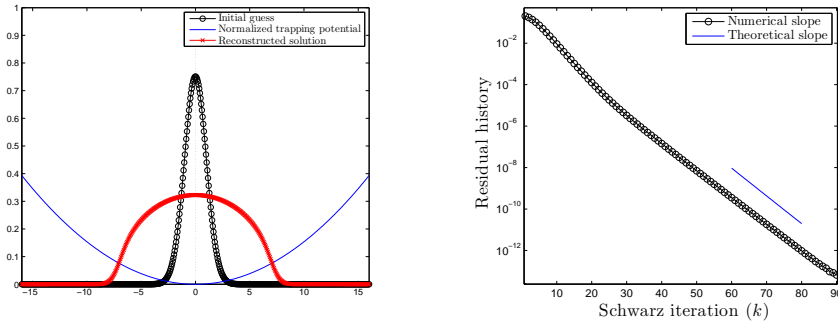 Initial guess
Normalized trapping potential
Reconstructed solution
1
0.9
0.8
0.7
0.6
0.5
0.4
0.3
0.2
0.1
0
−15 −10 −5 0 5 10 15
Numerical slope
Theoretical slope
Residual history
10−2
10−4
10−6
10−8
10−10
10−12
10 20 30 40 50 60 70 80 90
Schwarz iteration (k)